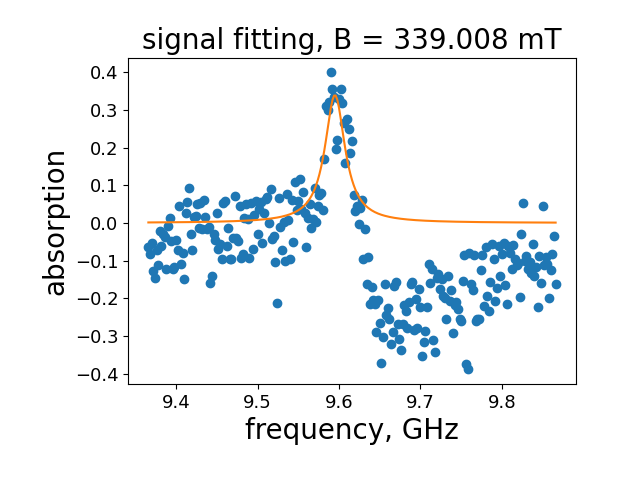 signal fitting, B = 339.008 mT
0.4
0.3
0.2
0.1
0.0
−0.1
−0.2
−0.3
−0.4
absorption
9.4 9.5 9.6 9.7 9.8
frequency, GHz